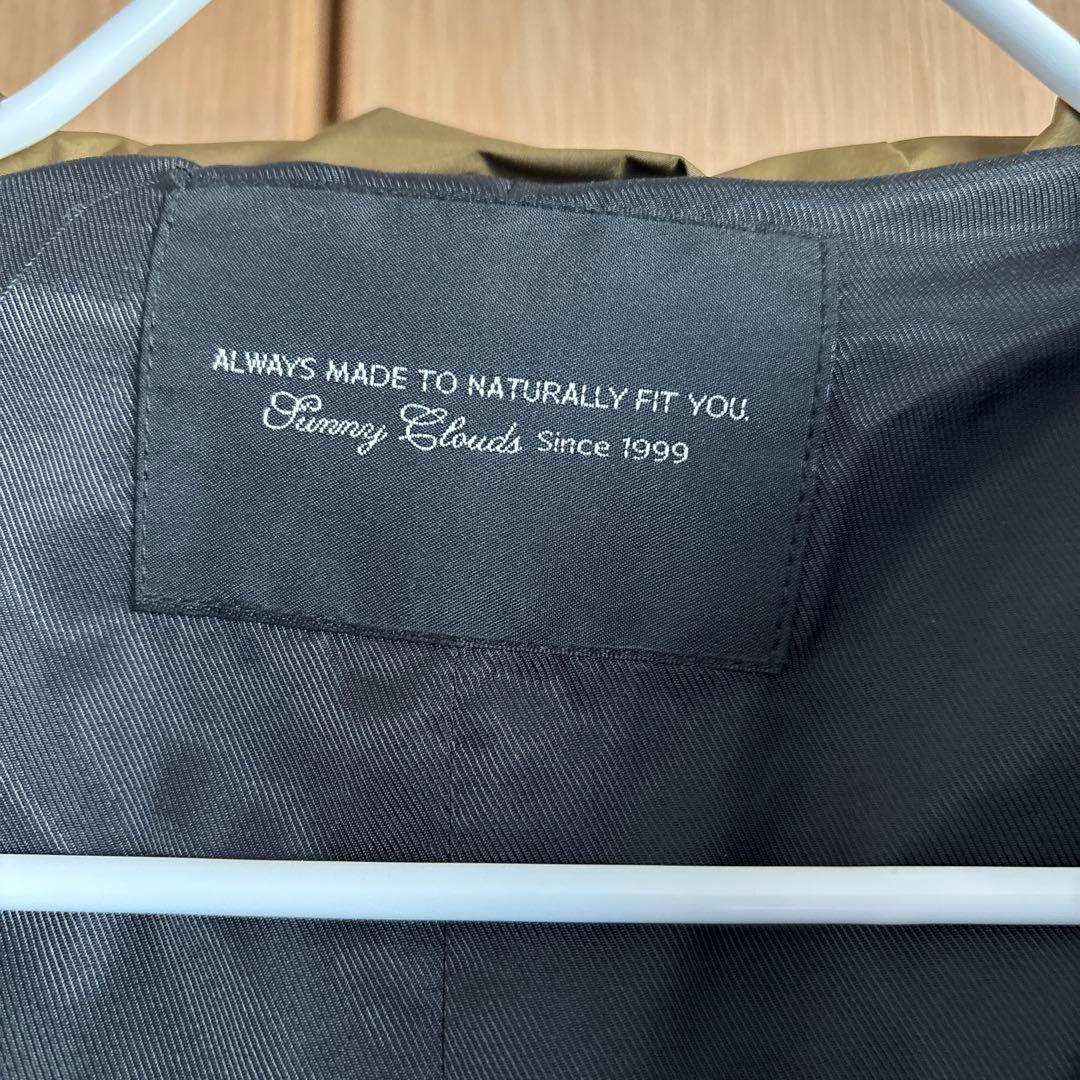 ALWAYS MADE TO NATURALLY FIT YOU.
Sunny Clouds Since 1999